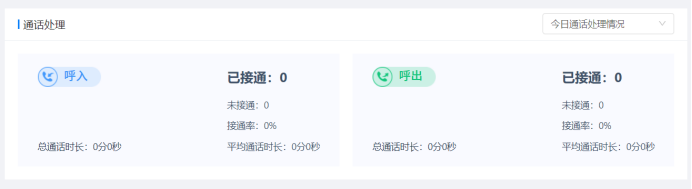 通话处理
今日通话处理情况
呼入
已接通：0
未接通：0
接通率：0%
总通话时长：0分0秒
平均通话时长：0分0秒
呼出
已接通：0
未接通：0
接通率：0%
总通话时长：0分0秒
平均通话时长：0分0秒